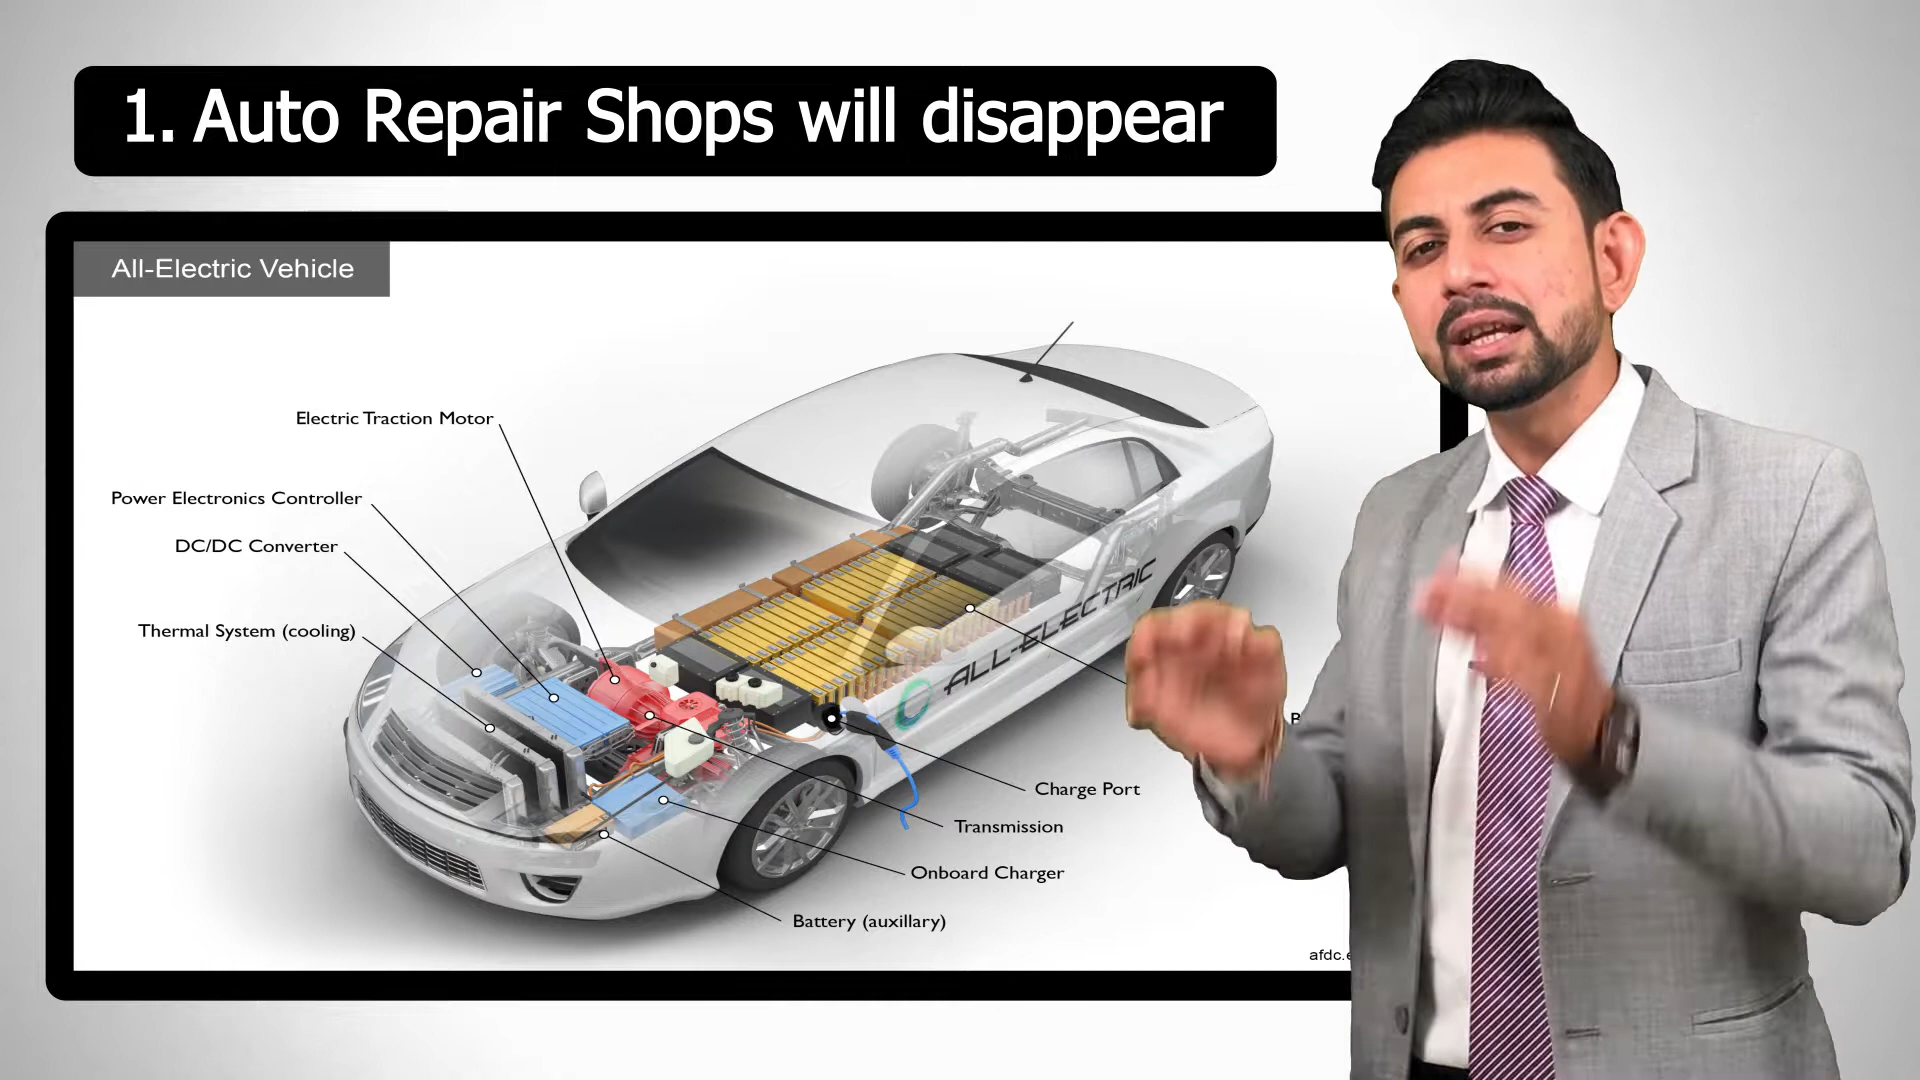 1. Auto Repair Shops will disappear
All-Electric Vehicle
Electric Traction Motor
Power Electronics Controller
DC/DC Converter
Thermal System (cooling)
ALL-ELECTRIC
Charge Port
Transmission
Onboard Charger
Battery (auxillary)
afdc.e